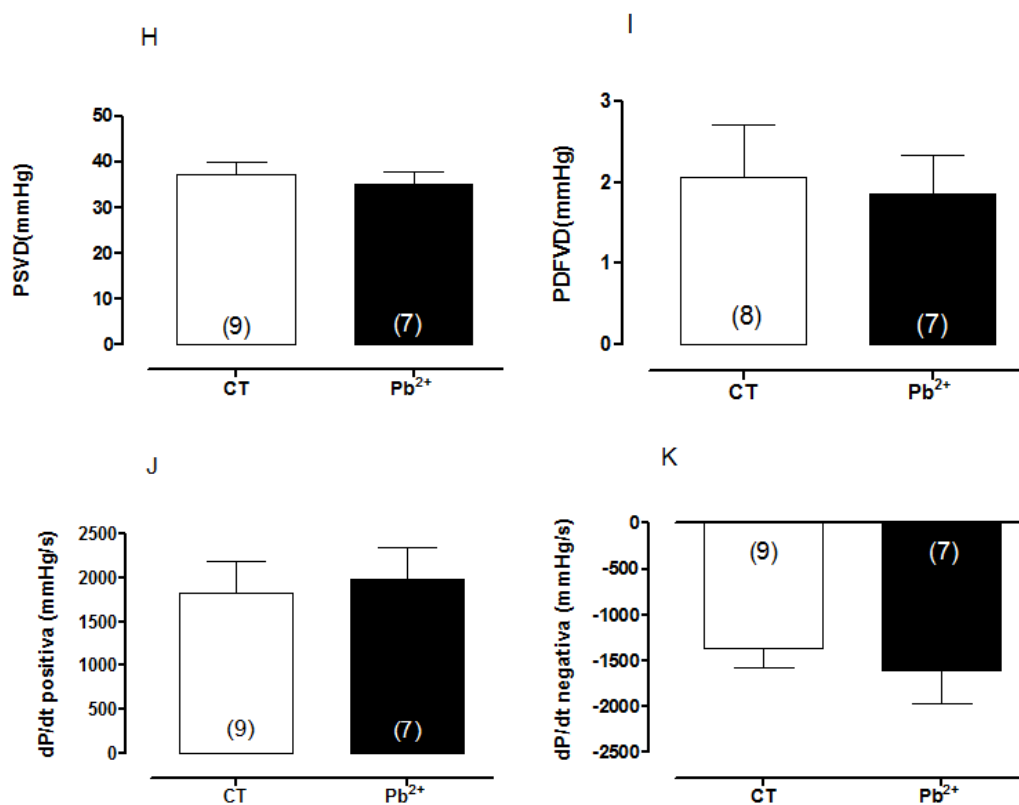 H
PSVD(mmHg)
50
40
30
20
10
0
(9)
(7)
CT
Pb²⁺
I
PDFVD(mmHg)
3
2
1
0
(8)
(7)
CT
Pb²⁺
J
dP/dt positiva (mmHg/s)
2500
2000
1500
1000
500
0
(9)
(7)
CT
Pb²⁺
K
dP/dt negativa (mmHg/s)
0
-500
-1000
-1500
-2000
-2500
(9)
(7)
CT
Pb²⁺